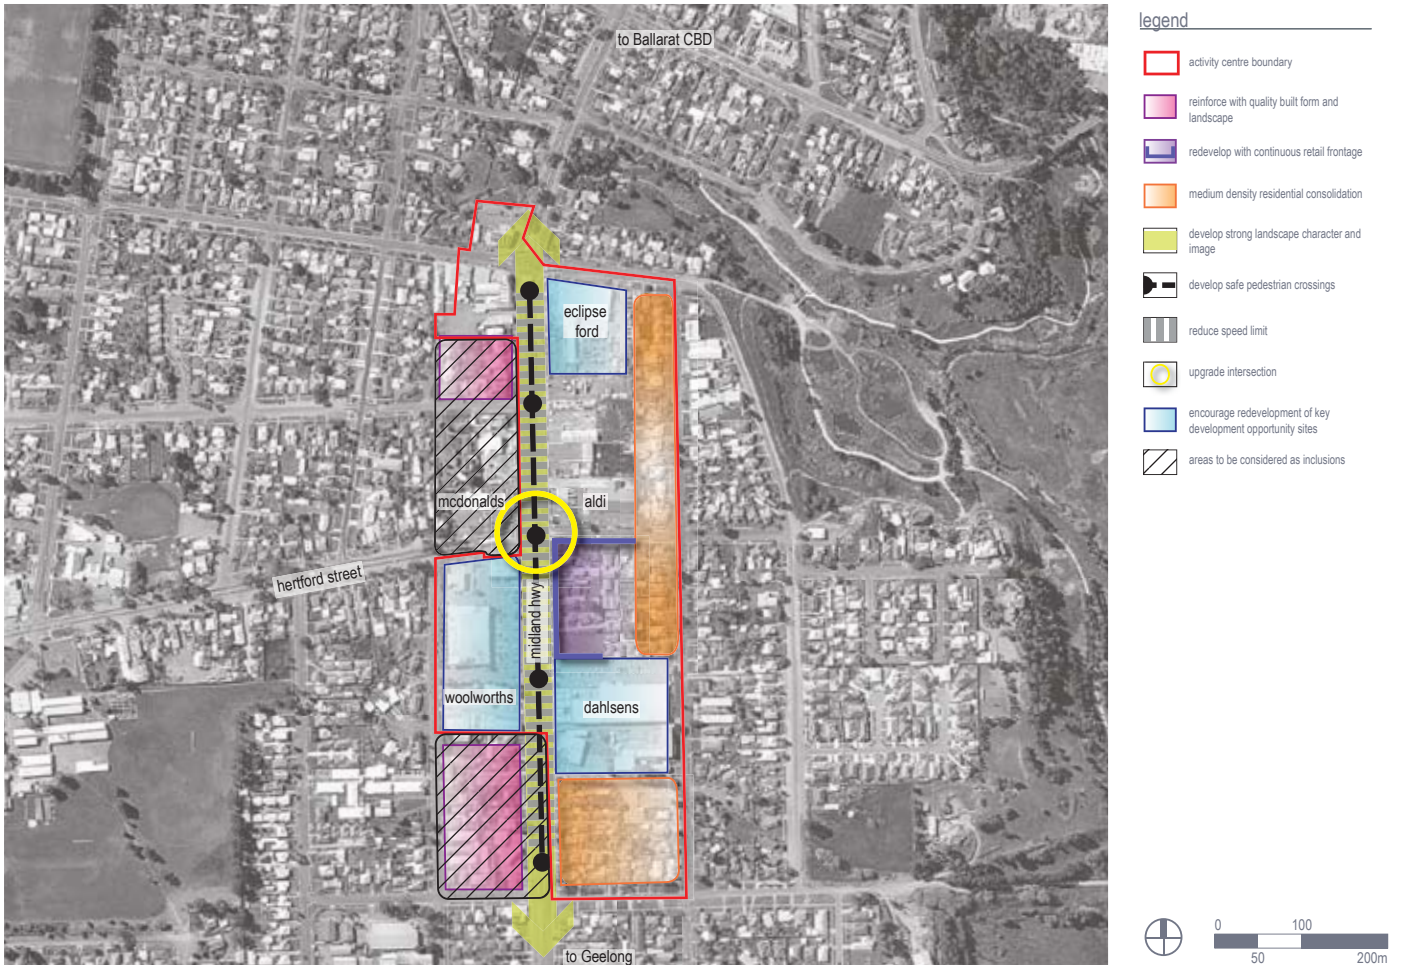 to Ballarat CBD
eclipse
ford
mcdonalds
aldi
hertford street
midland hwy
woolworths
dahlsens
to Geelong
legend
activity centre boundary
reinforce with quality built form and
landscape
redevelop with continuous retail frontage
medium density residential consolidation
develop strong landscape character and
image
develop safe pedestrian crossings
reduce speed limit
upgrade intersection
encourage redevelopment of key
development opportunity sites
areas to be considered as inclusions
0 100
50 200m